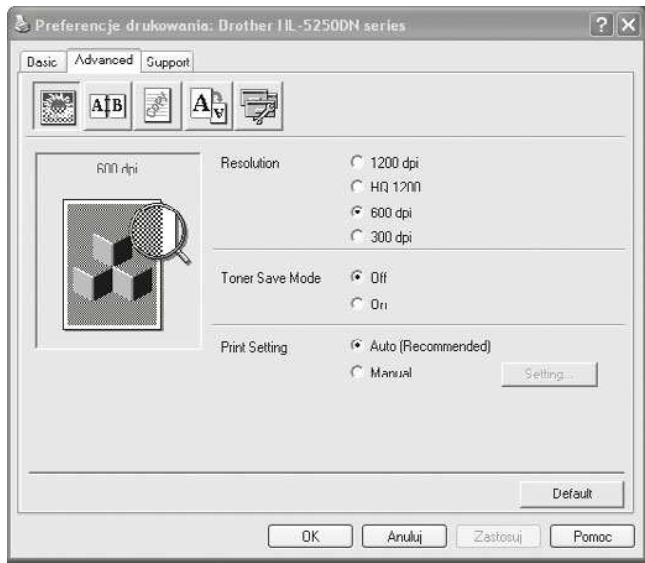 Preferencje drukowania: Brother HL-5250DN series
Basic Advanced Support
A B A v
600 dpi
Resolution
1200 dpi
HQ 1200
600 dpi
300 dpi
Toner Save Mode
Off
On
Print Setting
Auto (Recommended)
Manual
Setting...
Default
OK Anuluj Zastosuj Pomoc